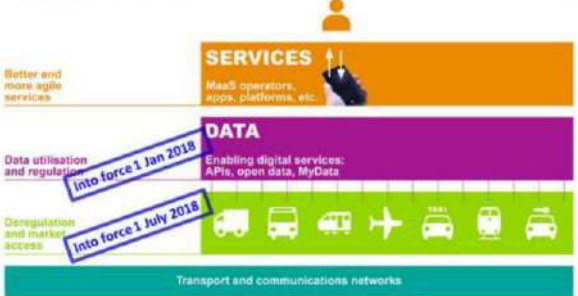 SERVICES
Better and
more agile
services
MaaS operators,
apps, platforms, etc.
DATA
Data utilisation
and regulation
Into force 1 Jan 2018
Enabling digital services:
APIs, open data, MyData
Deregulation
and market
access
Into force 1 July 2018
TAXI
Transport and communications networks